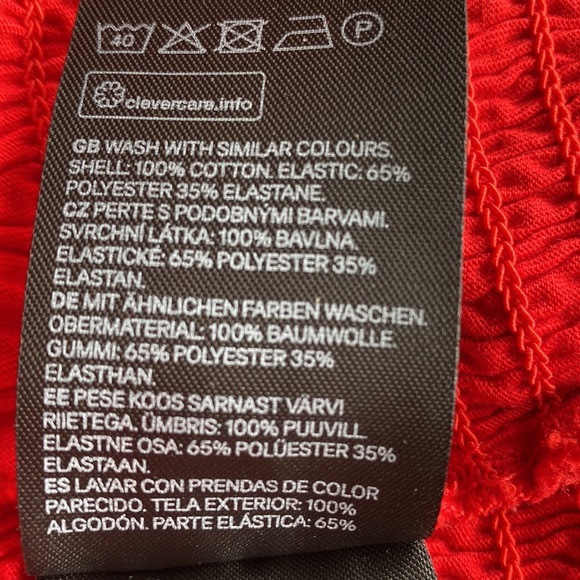 40 P
clevercare.info
GB WASH WITH SIMILAR COLOURS.
SHELL: 100% COTTON. ELASTIC: 65%
POLYESTER 35% ELASTANE.
CZ PERTE S PODOBNÝMI BARVAMI.
SVRCHNÍ LÁTKA: 100% BAVLNA.
ELASTICKÉ: 65% POLYESTER 35%
ELASTAN.
DE MIT ÄHNLICHEN FARBEN WASCHEN.
OBERMATERIAL: 100% BAUMWOLLE.
GUMMI: 65% POLYESTER 35%
ELASTHAN.
EE PESE KOOS SARNAST VÄRVI
RIIETEGA. ÜMBRIS: 100% PUUVILL.
ELASTNE OSA: 65% POLÜESTER 35%
ELASTAAN.
ES LAVAR CON PRENDAS DE COLOR
PARECIDO. TELA EXTERIOR: 100%
ALGODÓN. PARTE ELÁSTICA: 65%